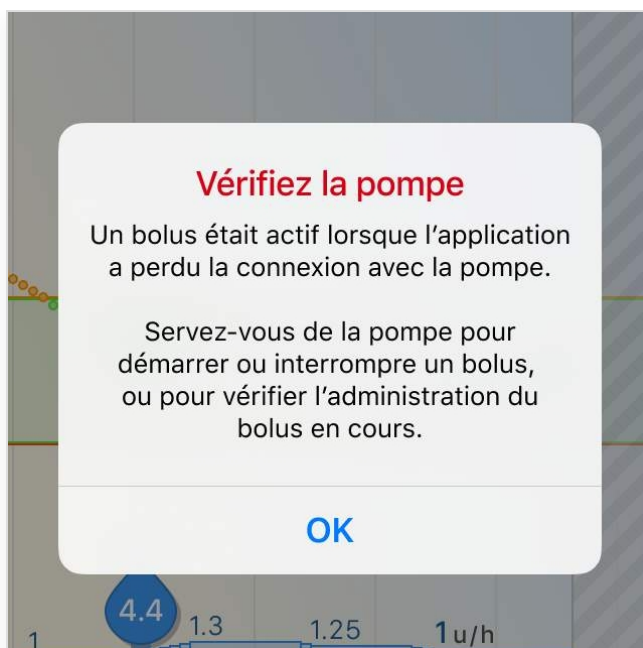 Vérifiez la pompe
Un bolus était actif lorsque l’application
a perdu la connexion avec la pompe.
Servez-vous de la pompe pour
démarrer ou interrompre un bolus,
ou pour vérifier l’administration du
bolus en cours.
OK
4.4
1 1.3 1.25 1 u/h